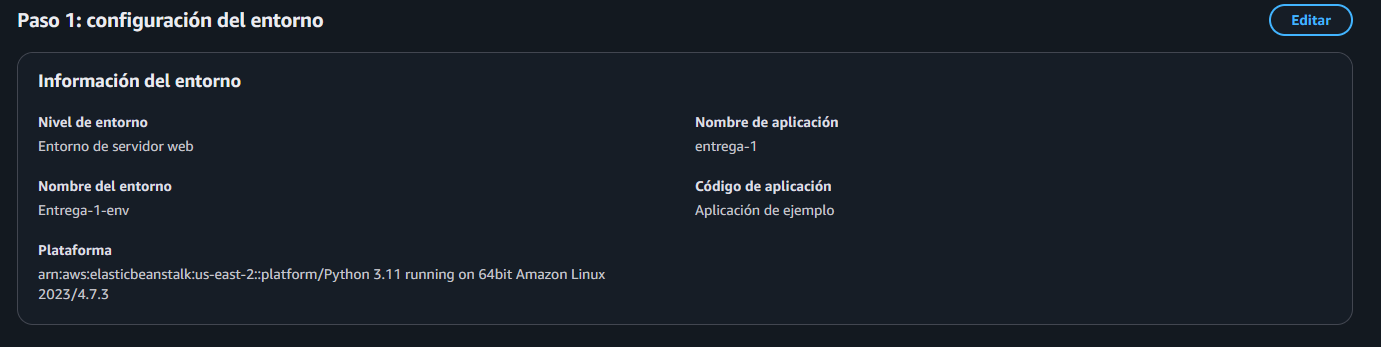 Paso 1: configuración del entorno
Editar
Información del entorno
Nivel de entorno
Entorno de servidor web
Nombre de aplicación
entrega-1
Nombre del entorno
Entrega-1-env
Código de aplicación
Aplicación de ejemplo
Plataforma
arn:aws:elasticbeanstalk:us-east-2::platform/Python 3.11 running on 64bit Amazon Linux
2023/4.7.3